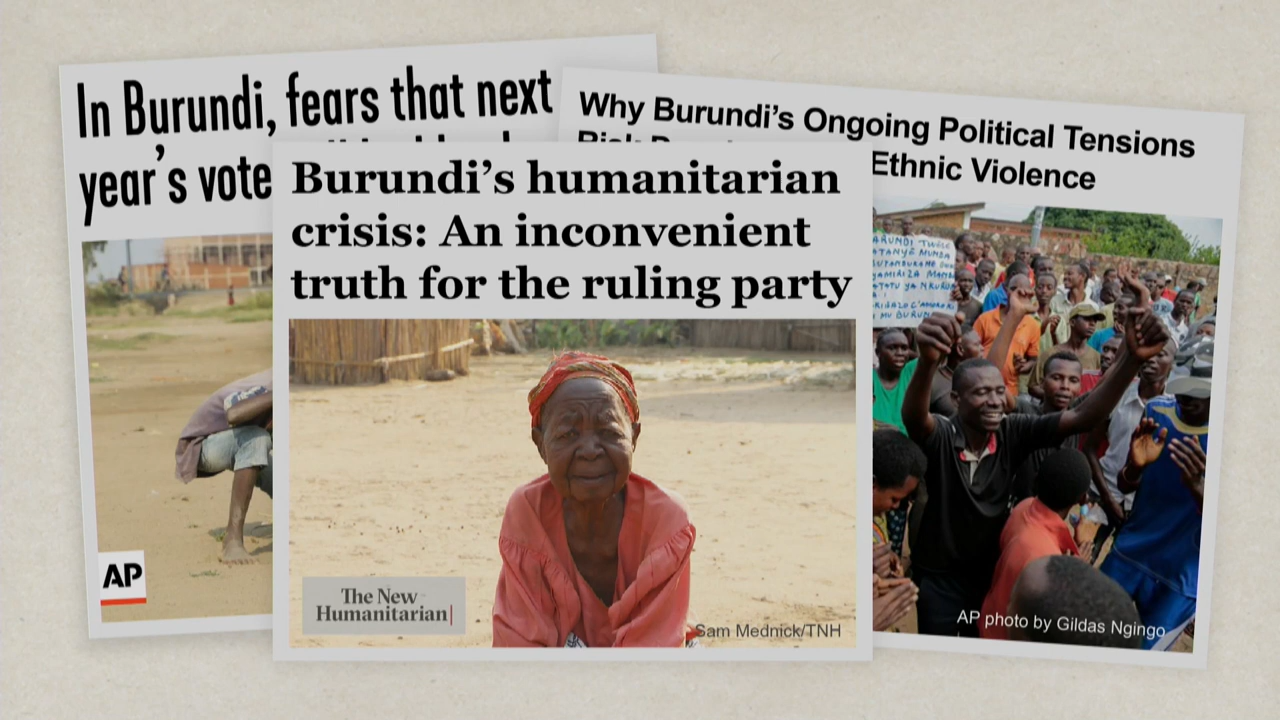 In Burundi, fears that next
year's vote
Why Burundi's Ongoing Political Tensions
Ethnic Violence
Burundi's humanitarian
crisis: An inconvenient
truth for the ruling party
AP
The New
Humanitarian
Sam Mednick/TNH
AP photo by Gildas Ngingo